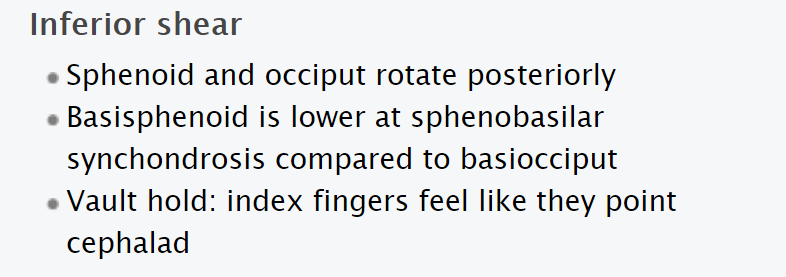 Inferior shear
Sphenoid and occiput rotate posteriorly
Basisphenoid is lower at sphenobasilar
synchondrosis compared to basiocciput
Vault hold: index fingers feel like they point
cephalad